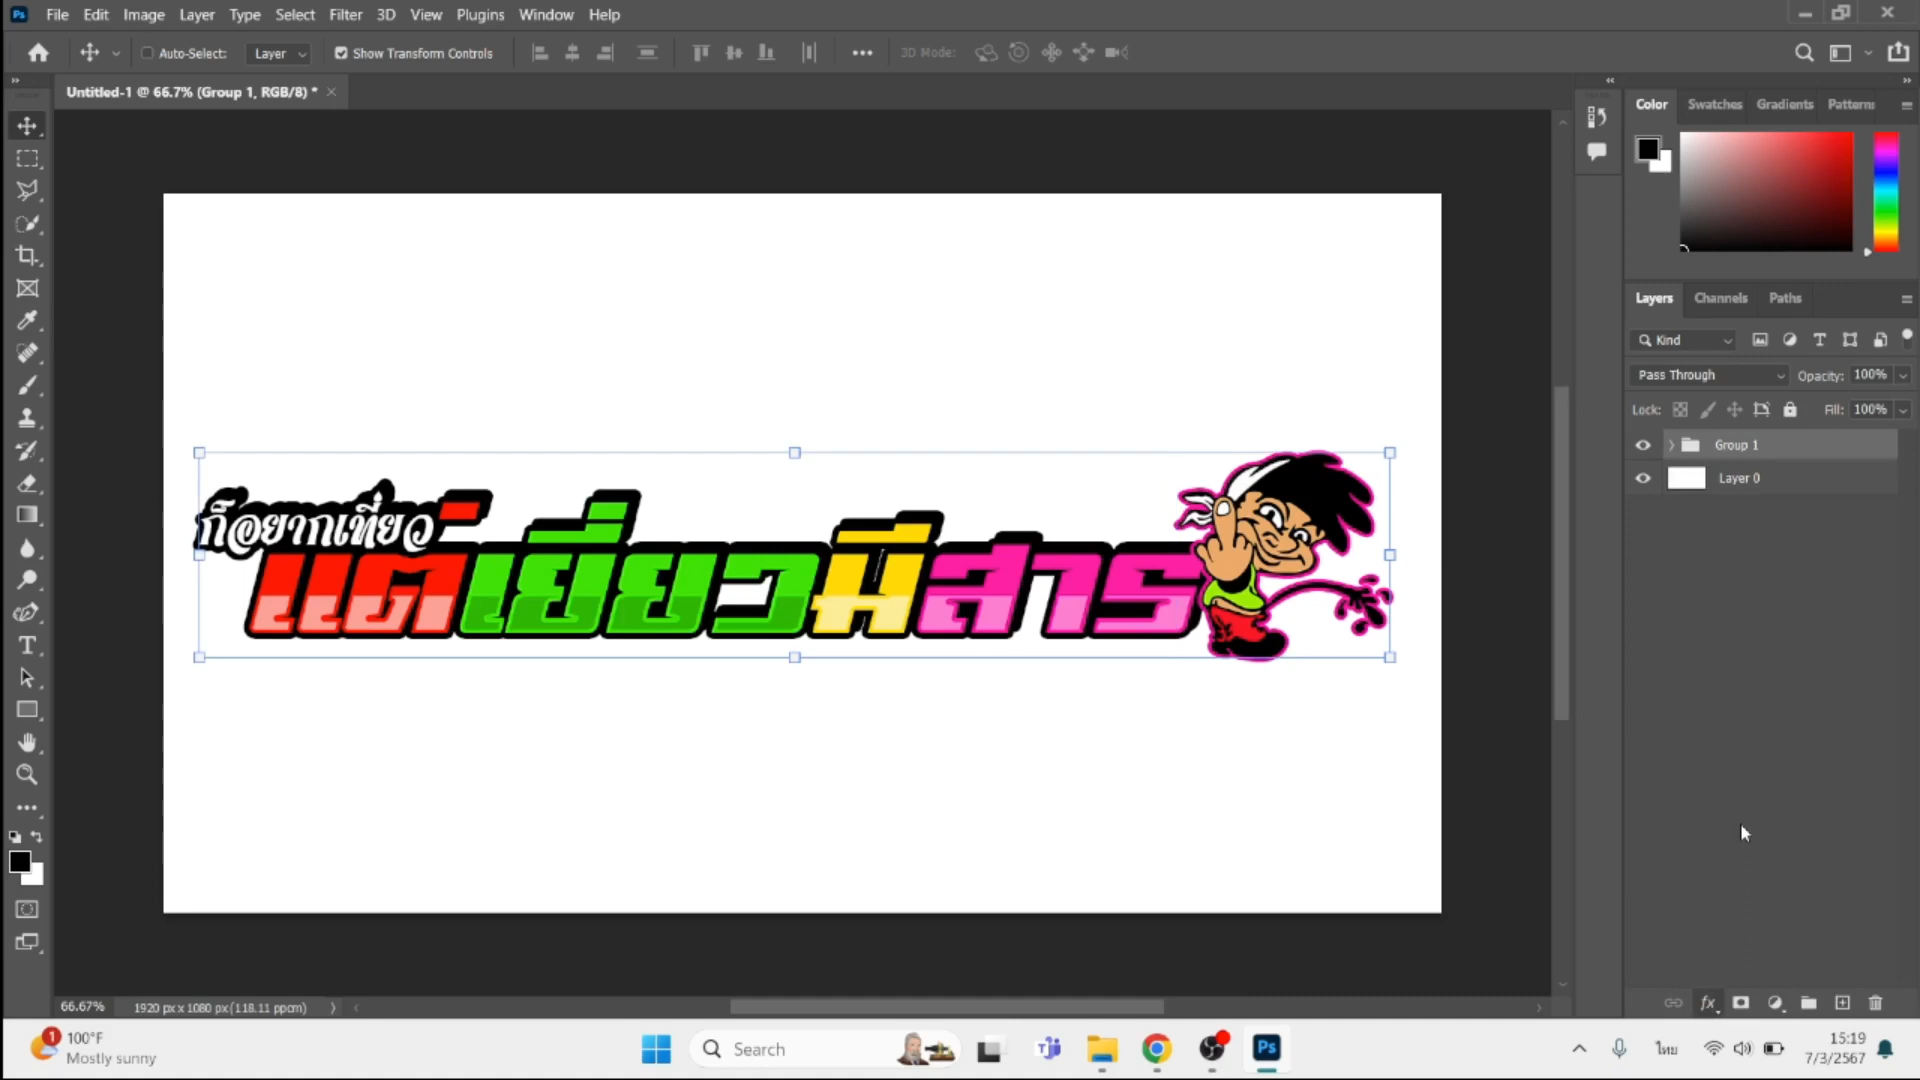 Ps File Edit Image Layer Type Select Filter 3D View Plugins Window Help
Auto-Select: Layer Show Transform Controls 3D Mode:
Untitled-1 @ 66.7% (Group 1, RGB/8) *
Color Swatches Gradients Patterns
Layers Channels Paths
Kind
Pass Through Opacity: 100%
Lock: Fill: 100%
Group 1
Layer 0
ก็อยากเที่ยว
แต่เยี่ยวมีสาร
66.67% 1920 px x 1080 px (118.11 ppcm)
1 100°F
Mostly sunny
Search
Ps
ไทย
15:19
7/3/2567